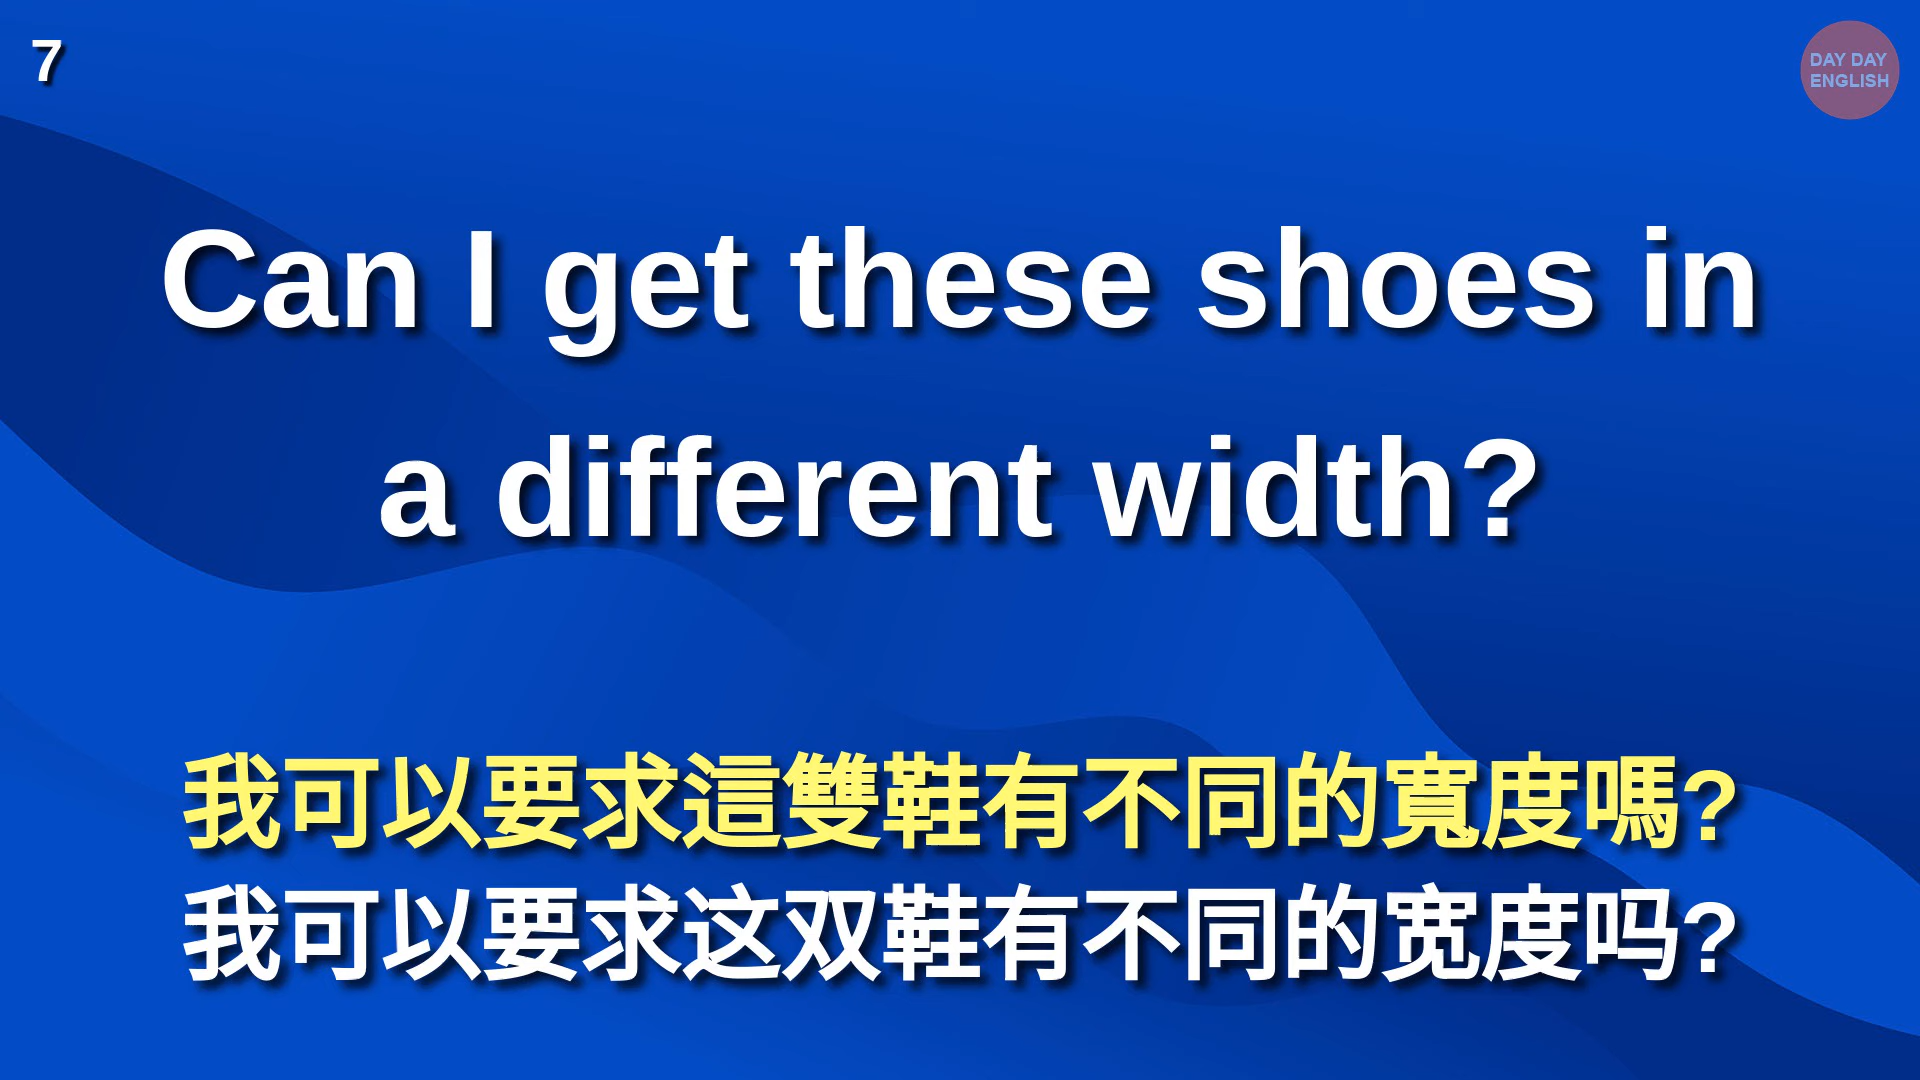 7
DAY DAY
ENGLISH
Can I get these shoes in
a different width?
我可以要求這雙鞋有不同的寬度嗎?
我可以要求这双鞋有不同的宽度吗?